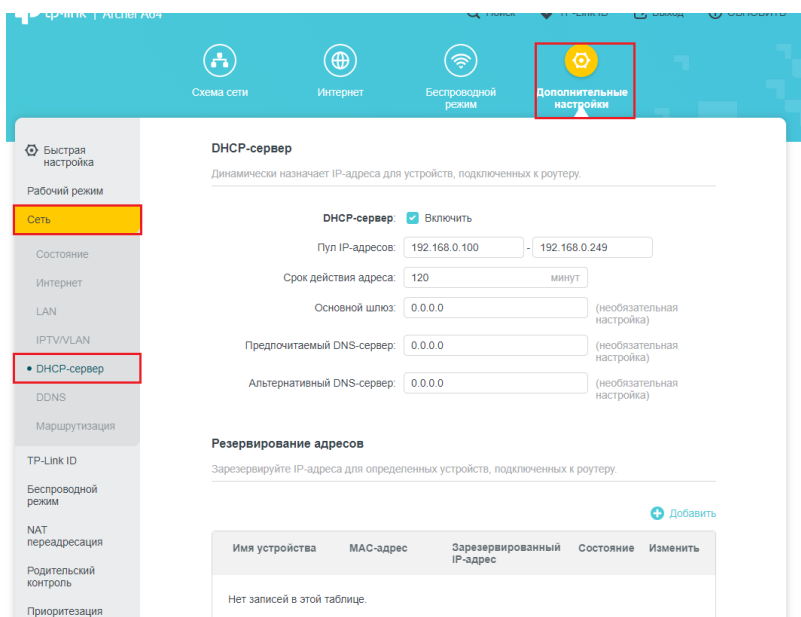 tp-link | Archer A64
Поиск
TP-Link ID
Выход
ОБНОВИТЬ
Схема сети
Интернет
Беспроводной
режим
Дополнительные
настройки
Быстрая
настройка
Рабочий режим
Сеть
Состояние
Интернет
LAN
IPTV/VLAN
• DHCP-сервер
DDNS
Маршрутизация
TP-Link ID
Беспроводной
режим
NAT
переадресация
Родительский
контроль
Приоритезация
DHCP-сервер
Динамически назначает IP-адреса для устройств, подключенных к роутеру.
DHCP-сервер: Включить
Пул IP-адресов: 192.168.0.100 - 192.168.0.249
Срок действия адреса: 120 минут
Основной шлюз: 0.0.0.0 (необязательная
настройка)
Предпочитаемый DNS-сервер: 0.0.0.0 (необязательная
настройка)
Альтернативный DNS-сервер: 0.0.0.0 (необязательная
настройка)
Резервирование адресов
Зарезервируйте IP-адреса для определенных устройств, подключенных к роутеру.
Добавить
Имя устройства MAC-адрес Зарезервированный Состояние Изменить
IP-адрес
Нет записей в этой таблице.